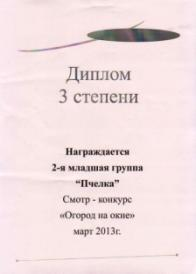 Диплом
3 степени
Награждается
2-я младшая группа
"Пчелка"
Смотр - конкурс
«Огород на окне»
март 2013г.